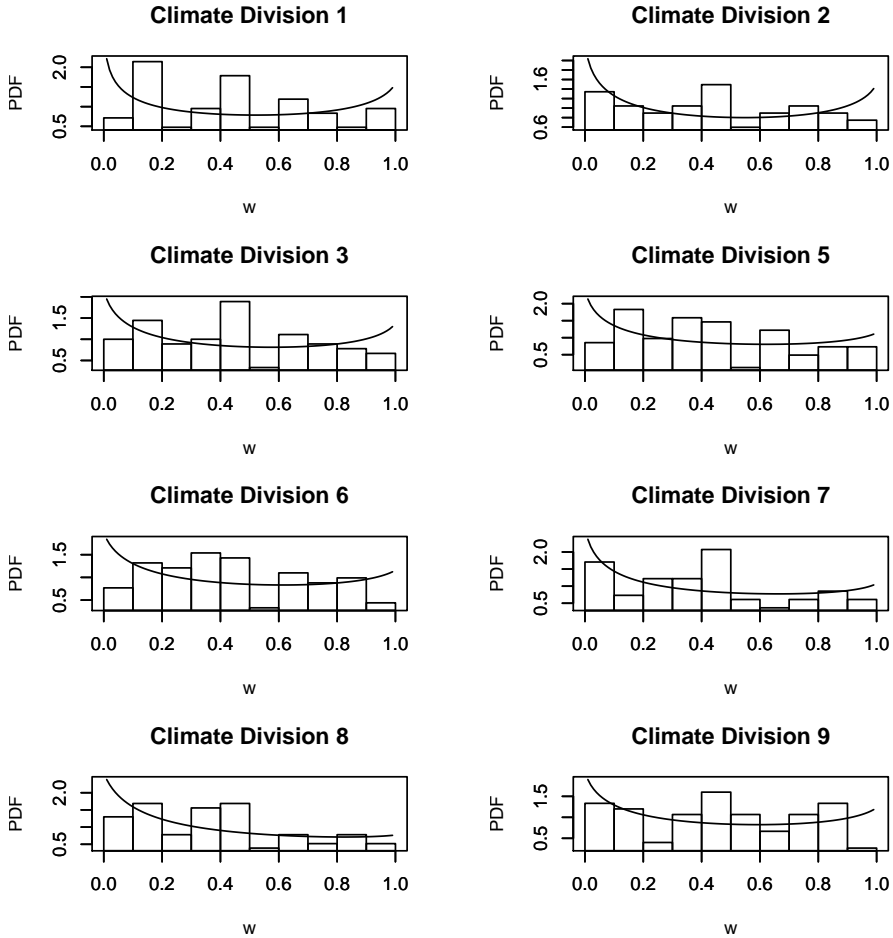 Climate Division 1
PDF
2.0
0.5
0.0 0.2 0.4 0.6 0.8 1.0
w
Climate Division 2
PDF
1.6
0.6
0.0 0.2 0.4 0.6 0.8 1.0
w
Climate Division 3
PDF
1.5
0.5
0.0 0.2 0.4 0.6 0.8 1.0
w
Climate Division 5
PDF
2.0
0.5
0.0 0.2 0.4 0.6 0.8 1.0
w
Climate Division 6
PDF
1.5
0.5
0.0 0.2 0.4 0.6 0.8 1.0
w
Climate Division 7
PDF
2.0
0.5
0.0 0.2 0.4 0.6 0.8 1.0
w
Climate Division 8
PDF
2.0
0.5
0.0 0.2 0.4 0.6 0.8 1.0
w
Climate Division 9
PDF
1.5
0.5
0.0 0.2 0.4 0.6 0.8 1.0
w